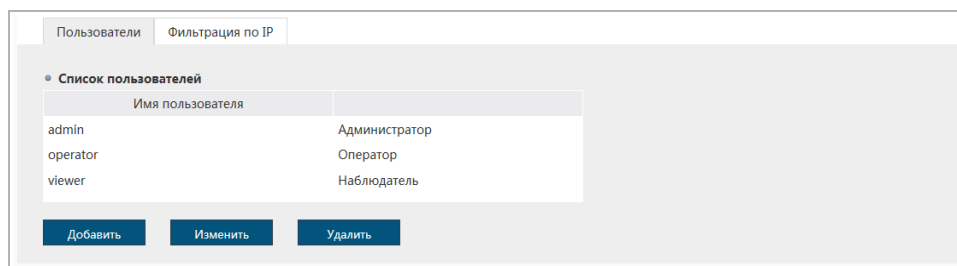 Пользователи Фильтрация по IP
Список пользователей
Имя пользователя
admin Администратор
operator Оператор
viewer Наблюдатель
Добавить Изменить Удалить